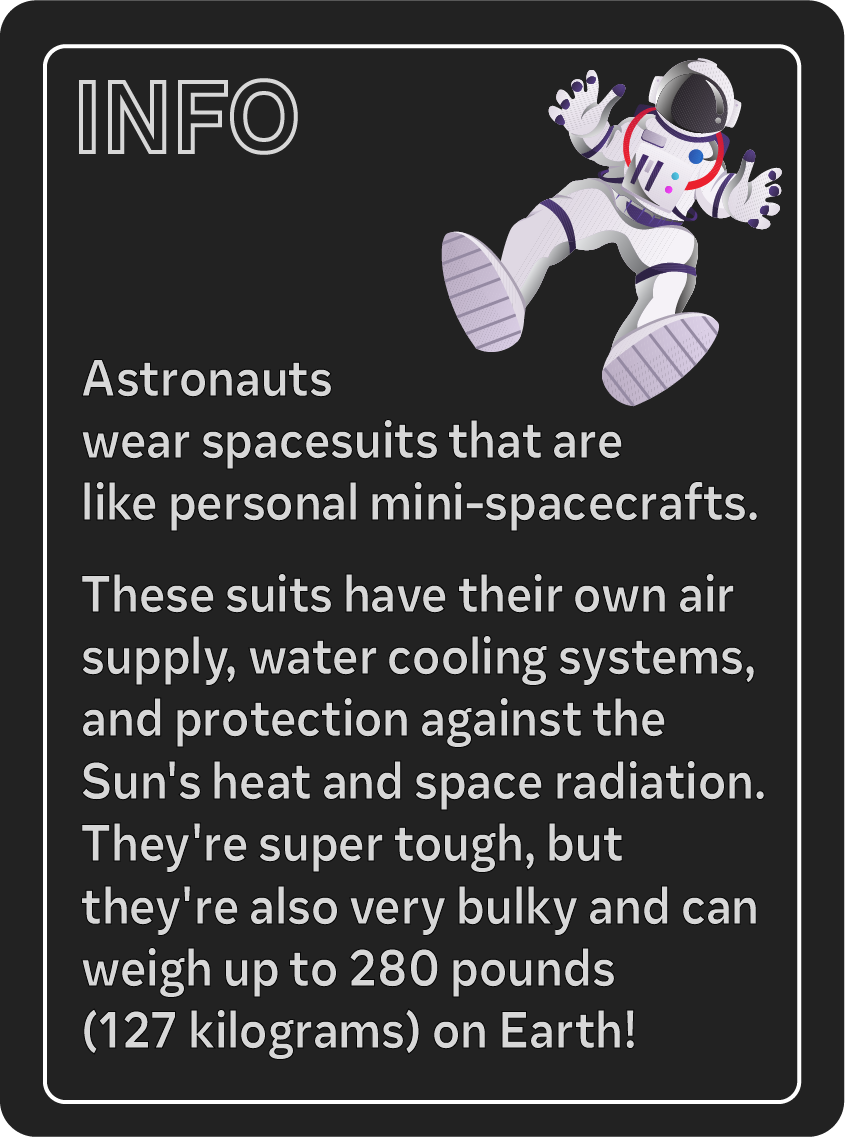 INFO
Astronauts
wear spacesuits that are
like personal mini-spacecrafts.
These suits have their own air
supply, water cooling systems,
and protection against the
Sun's heat and space radiation.
They're super tough, but
they're also very bulky and can
weigh up to 280 pounds
(127 kilograms) on Earth!